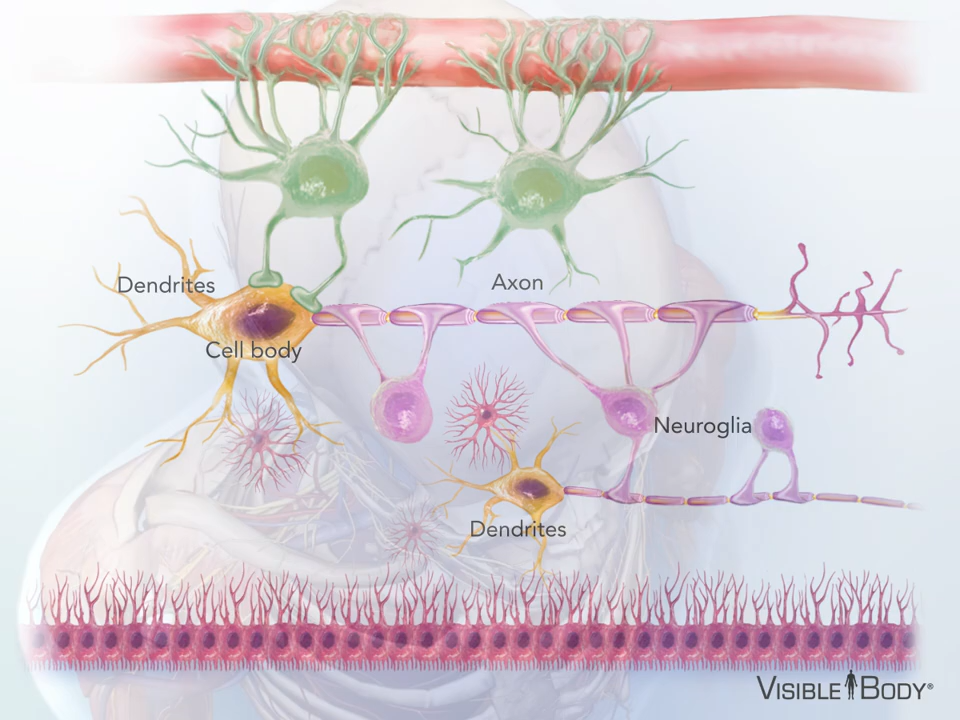 Axon
Dendrites
Cell body
Neuroglia
Dendrites
VISIBLE BODY®